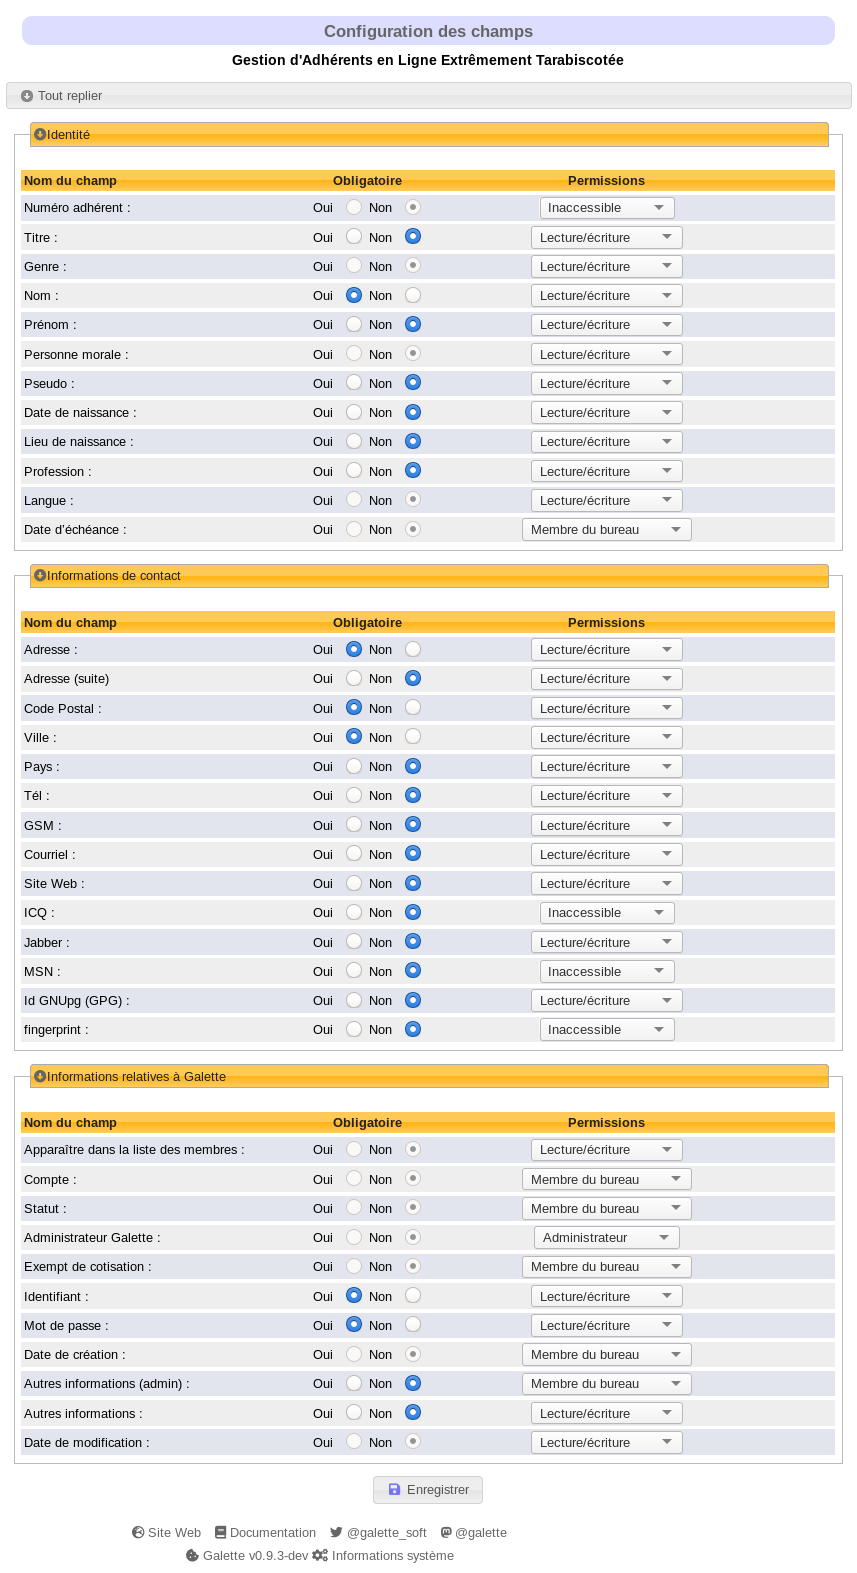 Configuration des champs
Gestion d'Adhérents en Ligne Extrêmement Tarabiscotée
Tout replier
Identité
Nom du champ Obligatoire Permissions
Numéro adhérent : Oui Non Inaccessible
Titre : Oui Non Lecture/écriture
Genre : Oui Non Lecture/écriture
Nom : Oui Non Lecture/écriture
Prénom : Oui Non Lecture/écriture
Personne morale : Oui Non Lecture/écriture
Pseudo : Oui Non Lecture/écriture
Date de naissance : Oui Non Lecture/écriture
Lieu de naissance : Oui Non Lecture/écriture
Profession : Oui Non Lecture/écriture
Langue : Oui Non Lecture/écriture
Date d'échéance : Oui Non Membre du bureau
Informations de contact
Nom du champ Obligatoire Permissions
Adresse : Oui Non Lecture/écriture
Adresse (suite) Oui Non Lecture/écriture
Code Postal : Oui Non Lecture/écriture
Ville : Oui Non Lecture/écriture
Pays : Oui Non Lecture/écriture
Tél : Oui Non Lecture/écriture
GSM : Oui Non Lecture/écriture
Courriel : Oui Non Lecture/écriture
Site Web : Oui Non Lecture/écriture
ICQ : Oui Non Inaccessible
Jabber : Oui Non Lecture/écriture
MSN : Oui Non Inaccessible
Id GNUpg (GPG) : Oui Non Lecture/écriture
fingerprint : Oui Non Inaccessible
Informations relatives à Galette
Nom du champ Obligatoire Permissions
Apparaître dans la liste des membres : Oui Non Lecture/écriture
Compte : Oui Non Membre du bureau
Statut : Oui Non Membre du bureau
Administrateur Galette : Oui Non Administrateur
Exempt de cotisation : Oui Non Membre du bureau
Identifiant : Oui Non Lecture/écriture
Mot de passe : Oui Non Lecture/écriture
Date de création : Oui Non Membre du bureau
Autres informations (admin) : Oui Non Membre du bureau
Autres informations : Oui Non Lecture/écriture
Date de modification : Oui Non Lecture/écriture
Enregistrer
Site Web Documentation @galette_soft @galette
Galette v0.9.3-dev Informations système